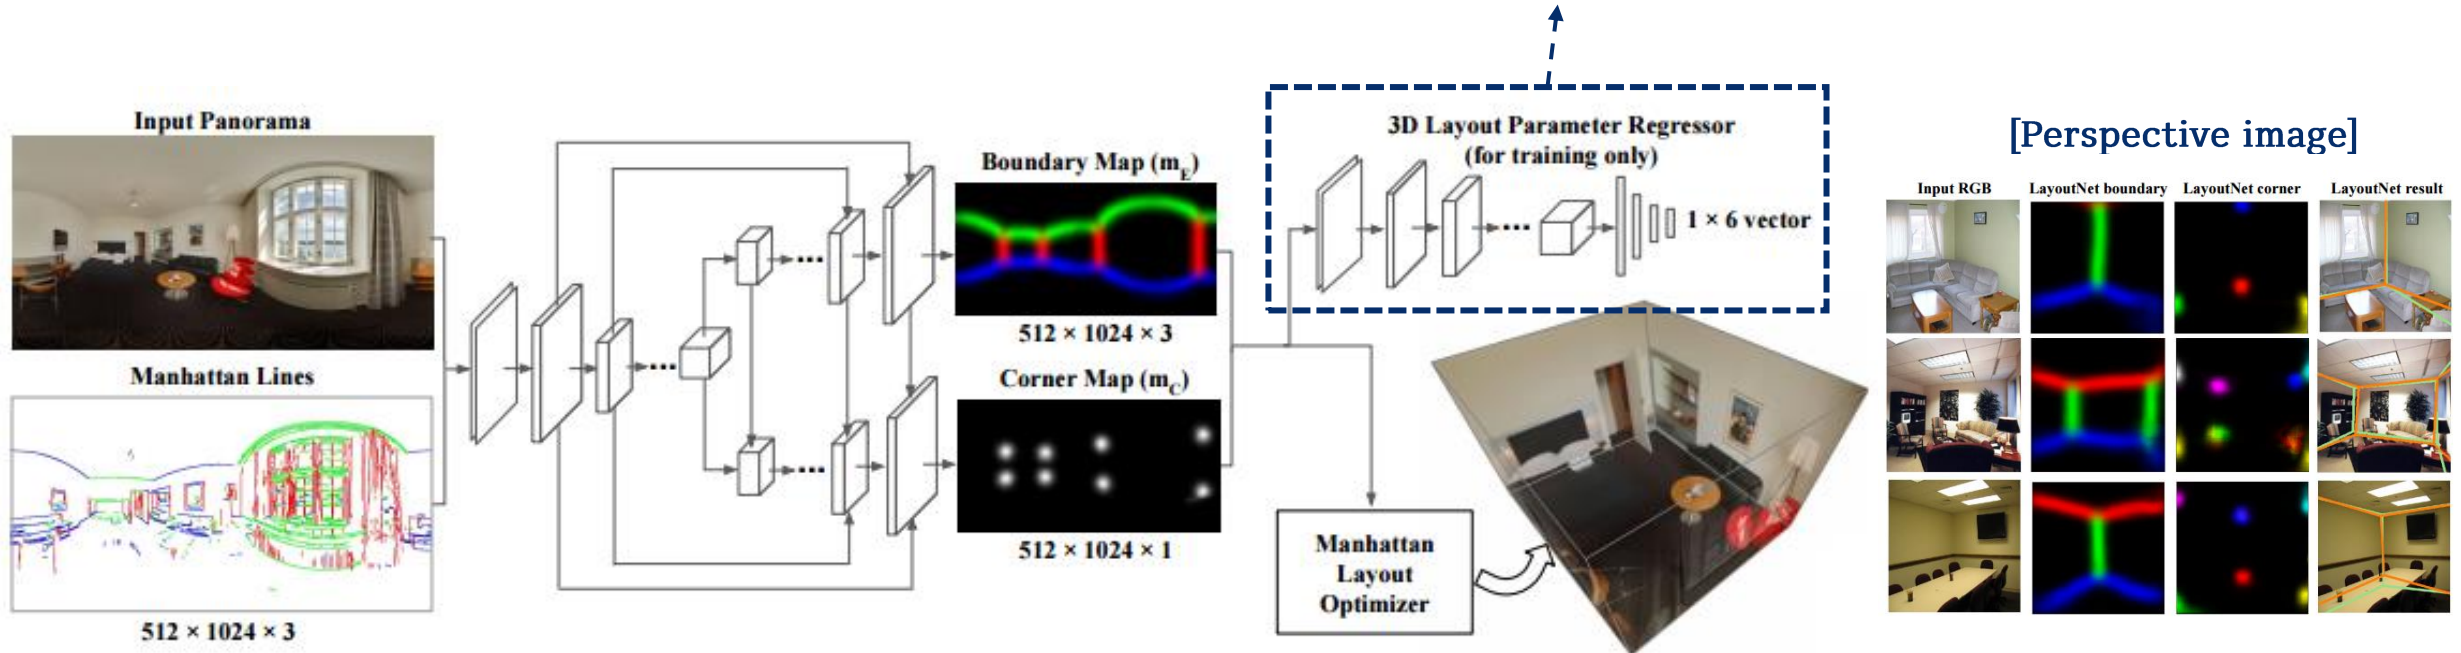 Input Panorama
Manhattan Lines
512 × 1024 × 3
Boundary Map (m_E)
512 × 1024 × 3
Corner Map (m_C)
512 × 1024 × 1
3D Layout Parameter Regressor
(for training only)
1 × 6 vector
Manhattan
Layout
Optimizer
[Perspective image]
Input RGB LayoutNet boundary LayoutNet corner LayoutNet result